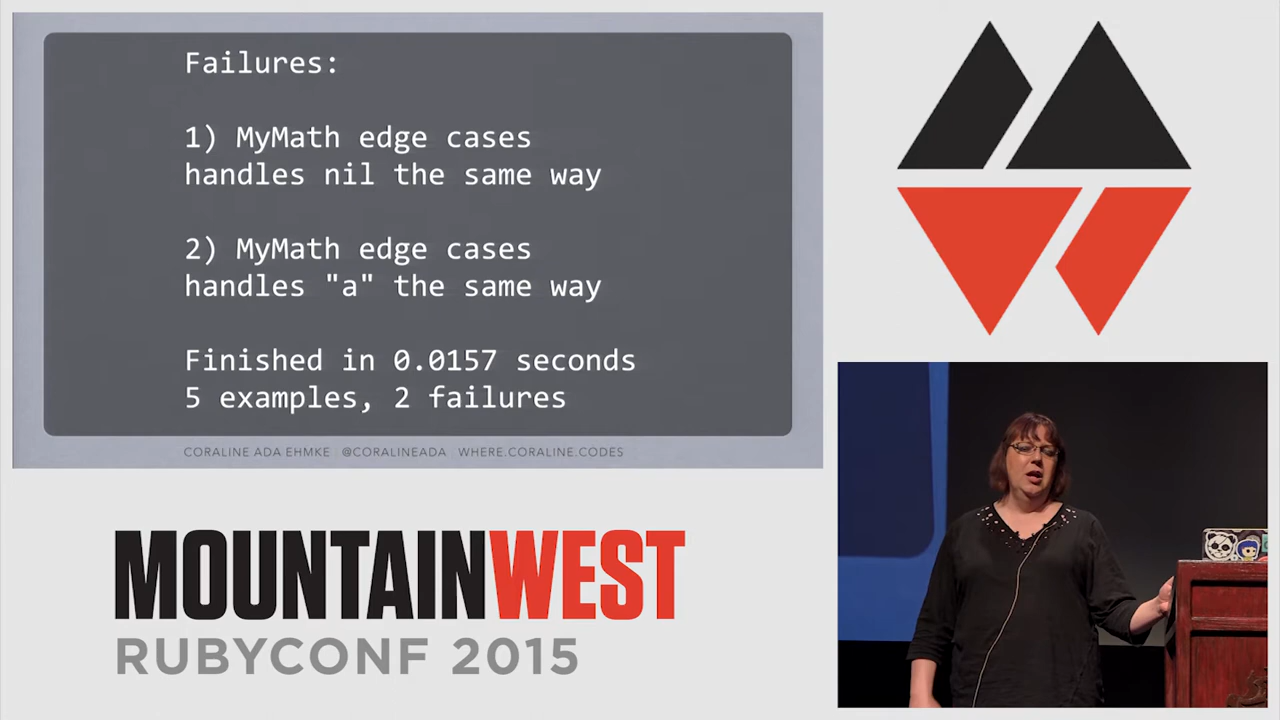 Failures:
1) MyMath edge cases
handles nil the same way
2) MyMath edge cases
handles "a" the same way
Finished in 0.0157 seconds
5 examples, 2 failures
CORALINE ADA EHMKE | @CORALINEADA | WHERE.CORALINE.CODES
MOUNTAINWEST
RUBYCONF 2015